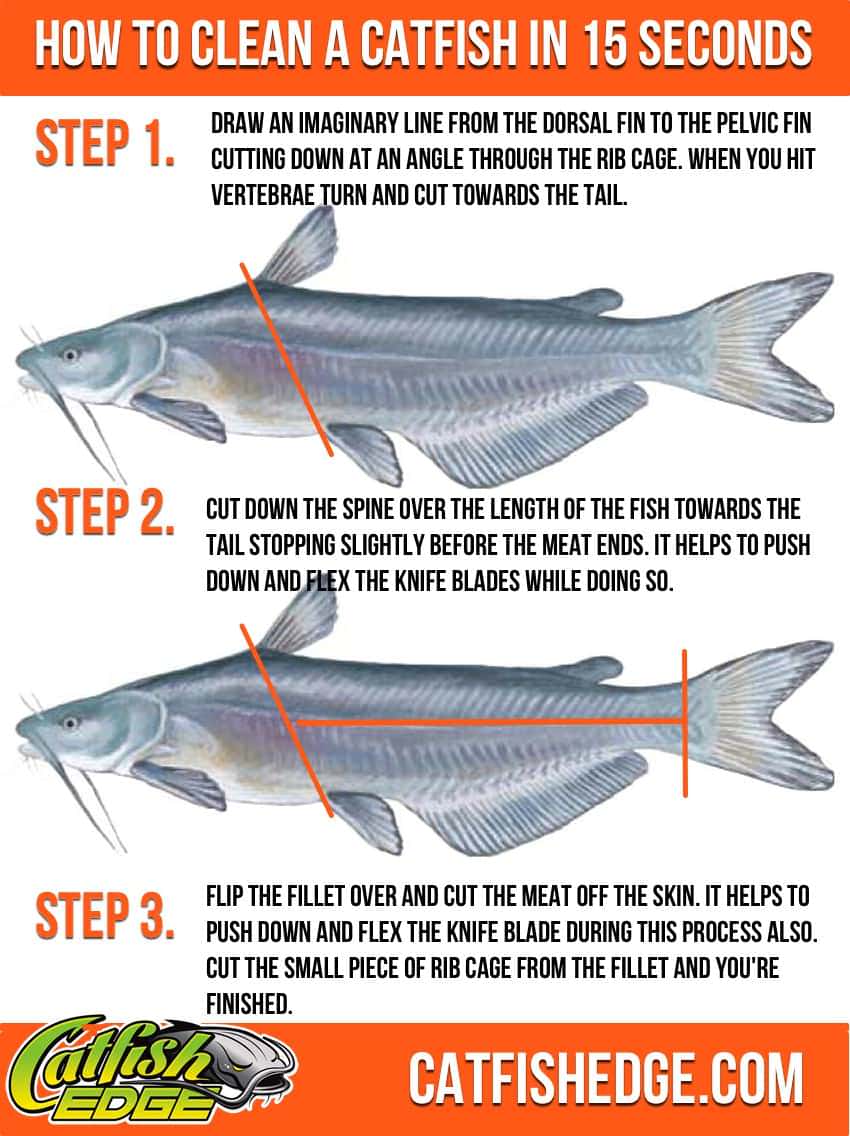 HOW TO CLEAN A CATFISH IN 15 SECONDS
STEP 1.
DRAW AN IMAGINARY LINE FROM THE DORSAL FIN TO THE PELVIC FIN
CUTTING DOWN AT AN ANGLE THROUGH THE RIB CAGE. WHEN YOU HIT
VERTEBRAE TURN AND CUT TOWARDS THE TAIL.
STEP 2.
CUT DOWN THE SPINE OVER THE LENGTH OF THE FISH TOWARDS THE
TAIL STOPPING SLIGHTLY BEFORE THE MEAT ENDS. IT HELPS TO PUSH
DOWN AND FLEX THE KNIFE BLADES WHILE DOING SO.
STEP 3.
FLIP THE FILLET OVER AND CUT THE MEAT OFF THE SKIN. IT HELPS TO
PUSH DOWN AND FLEX THE KNIFE BLADE DURING THIS PROCESS ALSO.
CUT THE SMALL PIECE OF RIB CAGE FROM THE FILLET AND YOU'RE
FINISHED.
Catfish
EDGE
CATFISHEDGE.COM